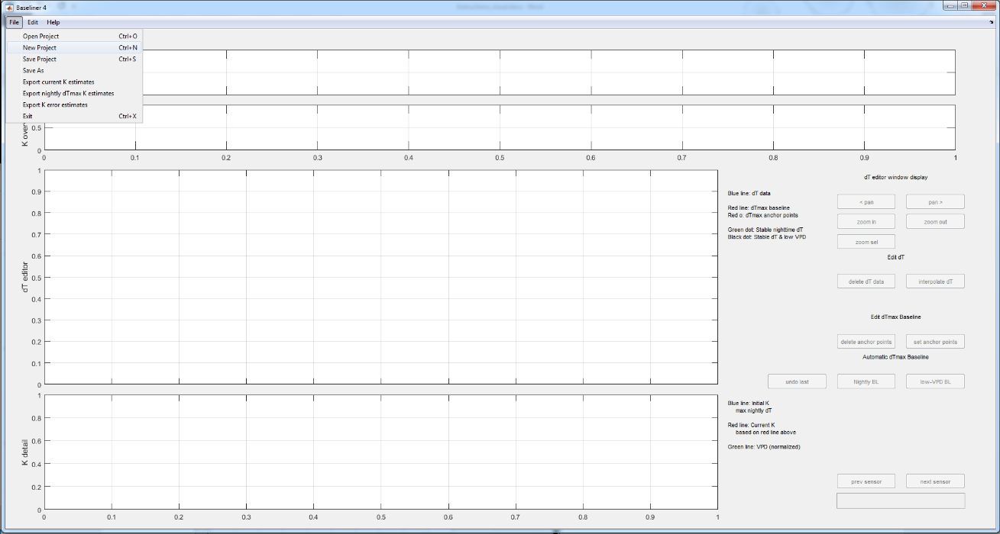 Baseliner 4
File Edit Help
Open Project Ctrl+O
New Project Ctrl+N
Save Project Ctrl+S
Save As
Export current K estimates
Export nightly dTmax K estimates
Export K error estimates
Exit Ctrl+X
K over
0.5
0
0 0.1 0.2 0.3 0.4 0.5 0.6 0.7 0.8 0.9 1
dT editor
1
0.9
0.8
0.7
0.6
0.5
0.4
0.3
0.2
0.1
0
Blue line: dT data
Red line: dTmax baseline
Red o: dTmax anchor points
Green dot: Stable nighttime dT
Black dot: Stable dT & low VPD
dT editor window display
< pan pan >
zoom in zoom out
zoom sel
Edit dT
delete dT data interpolate dT
Edit dTmax Baseline
delete anchor points set anchor points
Automatic dTmax Baseline
undo last Nightly BL low-VPD BL
K detail
1
0.8
0.6
0.4
0.2
0
0 0.1 0.2 0.3 0.4 0.5 0.6 0.7 0.8 0.9 1
Blue line: Initial K
max nightly dT
Red line: Current K
based on red line above
Green line: VPD (normalized)
prev sensor next sensor